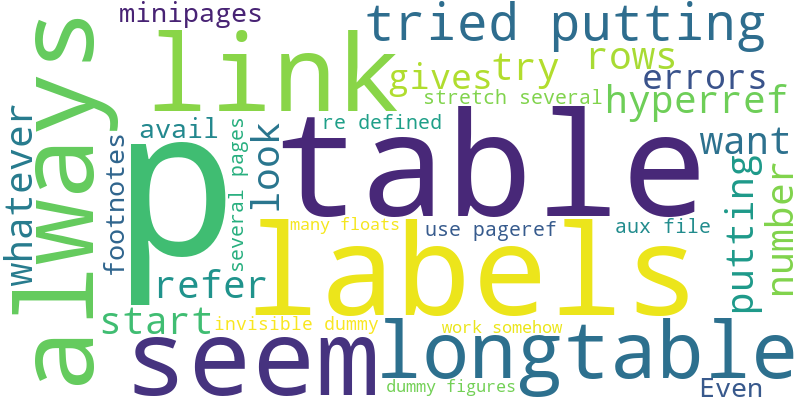 minipages
tried putting
always
link
gives
try
rows
errors
stretch several
hyperref
whatever
footnotes
avail
p
several pages
look
re defined
table
want
putting
number
labels
many floats
use pageref
aux file
refer
start
invisible dummy
work somehow
seem
longtable
dummy figures
Even